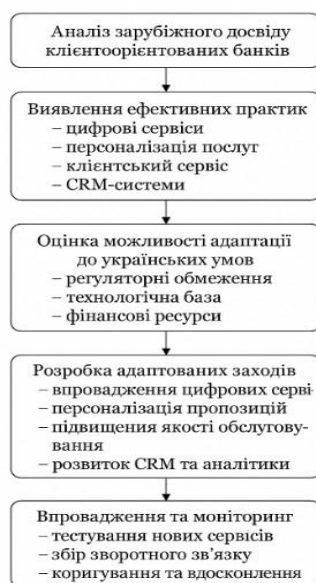 Аналіз зарубіжного досвіду
клієнтоорієнтованих банків
Виявлення ефективних практик
– цифрові сервіси
– персоналізація послуг
– клієнтський сервіс
– CRM-системи
Оцінка можливості адаптації
до українських умов
– регуляторні обмеження
– технологічна база
– фінансові ресурси
Розробка адаптованих заходів
– впровадження цифрових серві
– персоналізація пропозицій
– підвищення якості обслугову-
вання
– розвиток CRM та аналітики
Впровадження та моніторинг
– тестування нових сервісів
– збір зворотного зв’язку
– коригування та вдосконлення